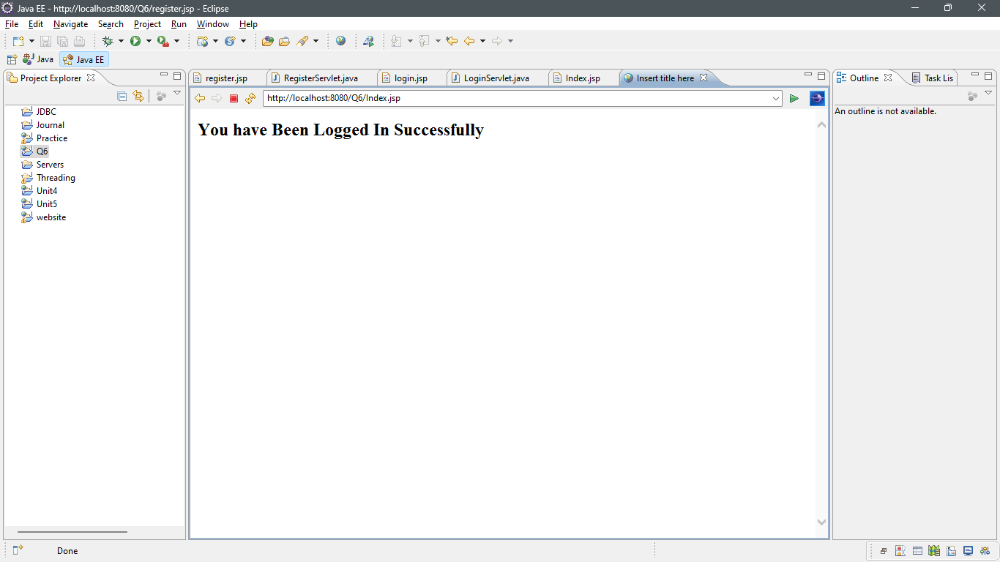 Java EE - http://localhost:8080/Q6/register.jsp - Eclipse
File Edit Navigate Search Project Run Window Help
Java Java EE
Project Explorer
JDBC
Journal
Practice
Q6
Servers
Threading
Unit4
Unit5
website
register.jsp RegisterServlet.java login.jsp LoginServlet.java Index.jsp Insert title here
http://localhost:8080/Q6/Index.jsp
You have Been Logged In Successfully
Outline Task Lis
An outline is not available.
Done